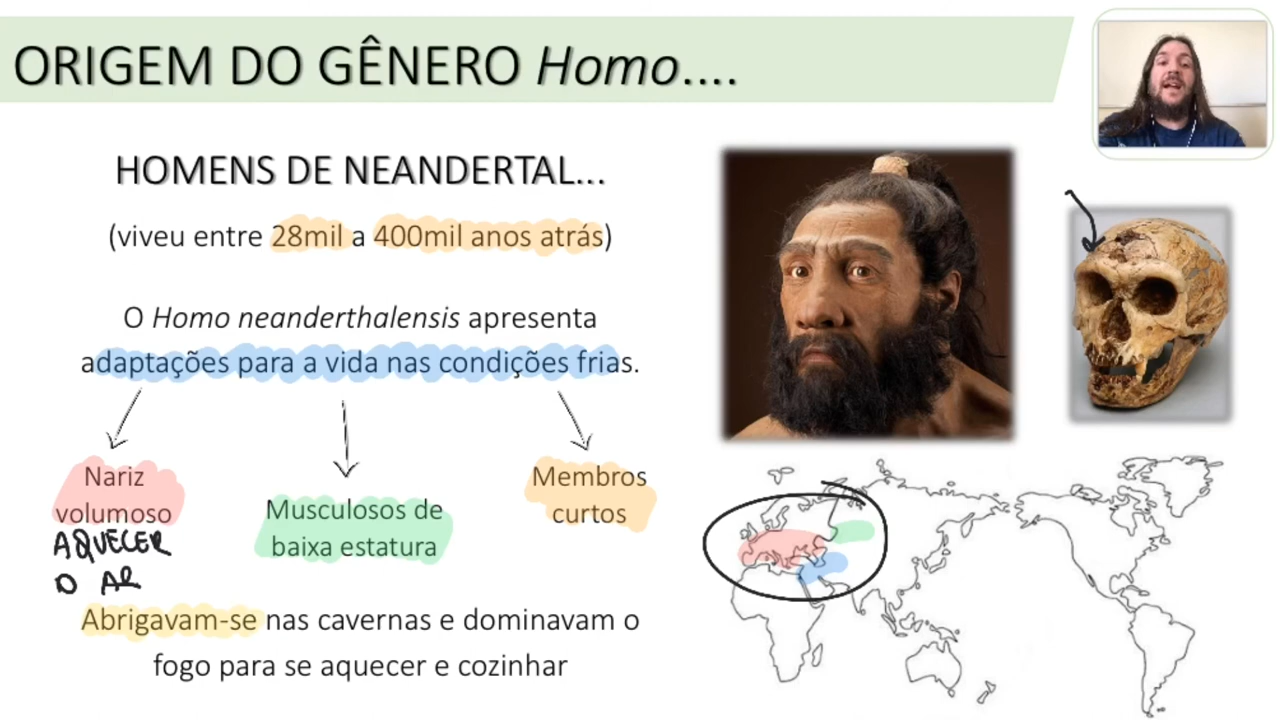 ORIGEM DO GÊNERO Homo....
HOMENS DE NEANDERTAL...
(viveu entre 28mil a 400mil anos atrás)
O Homo neanderthalensis apresenta
adaptações para a vida nas condições frias.
Nariz
volumoso
AQUECER
O AR
Musculosos de
baixa estatura
Membros
curtos
Abrigavam-se nas cavernas e dominavam o
fogo para se aquecer e cozinhar